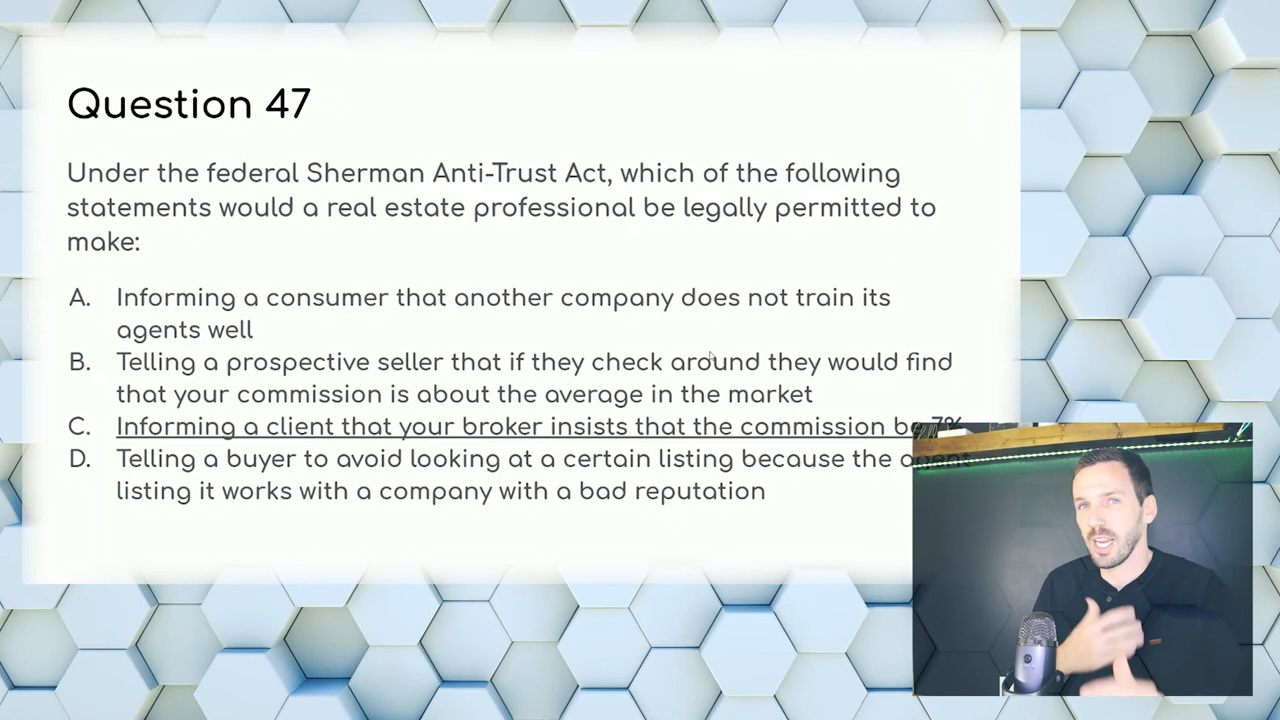 Question 47
Under the federal Sherman Anti-Trust Act, which of the following
statements would a real estate professional be legally permitted to
make:
A. Informing a consumer that another company does not train its
agents well
B. Telling a prospective seller that if they check around they would find
that your commission is about the average in the market
C. Informing a client that your broker insists that the commission be 7%
D. Telling a buyer to avoid looking at a certain listing because the agent
listing it works with a company with a bad reputation